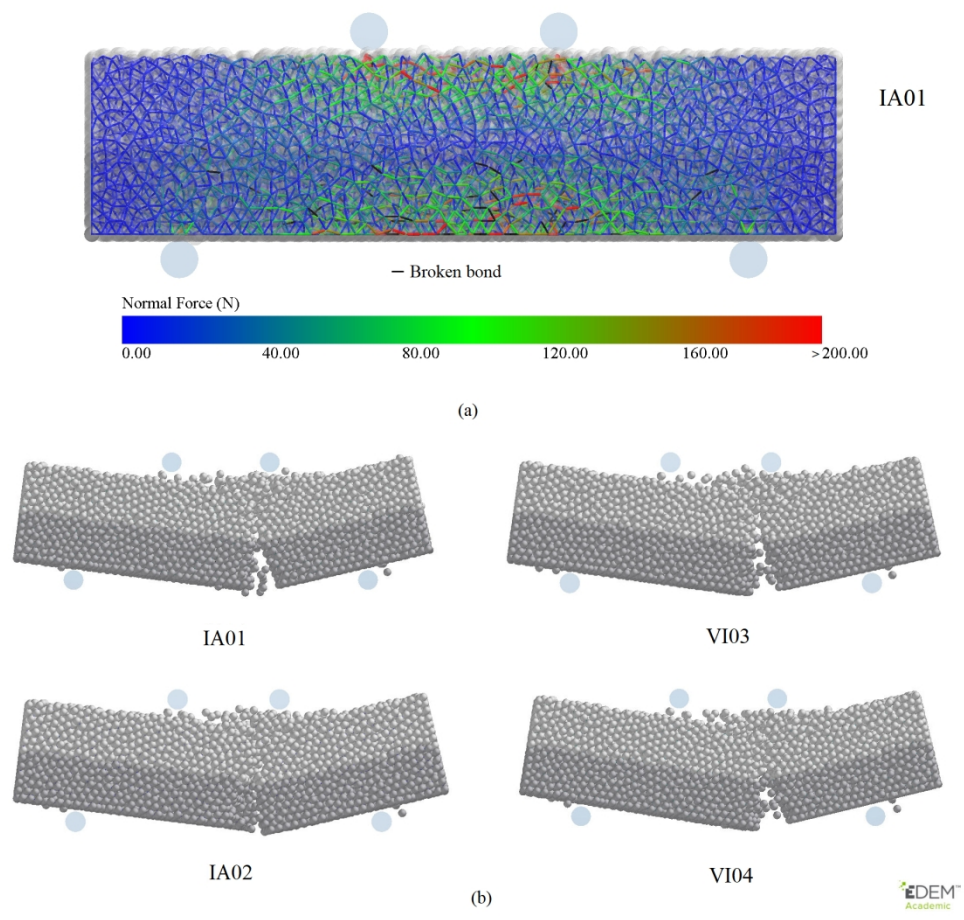 IA01
— Broken bond
Normal Force (N)
0.00 40.00 80.00 120.00 160.00 >200.00
(a)
IA01 VI03
IA02 VI04
(b)
EDEM™
Academic